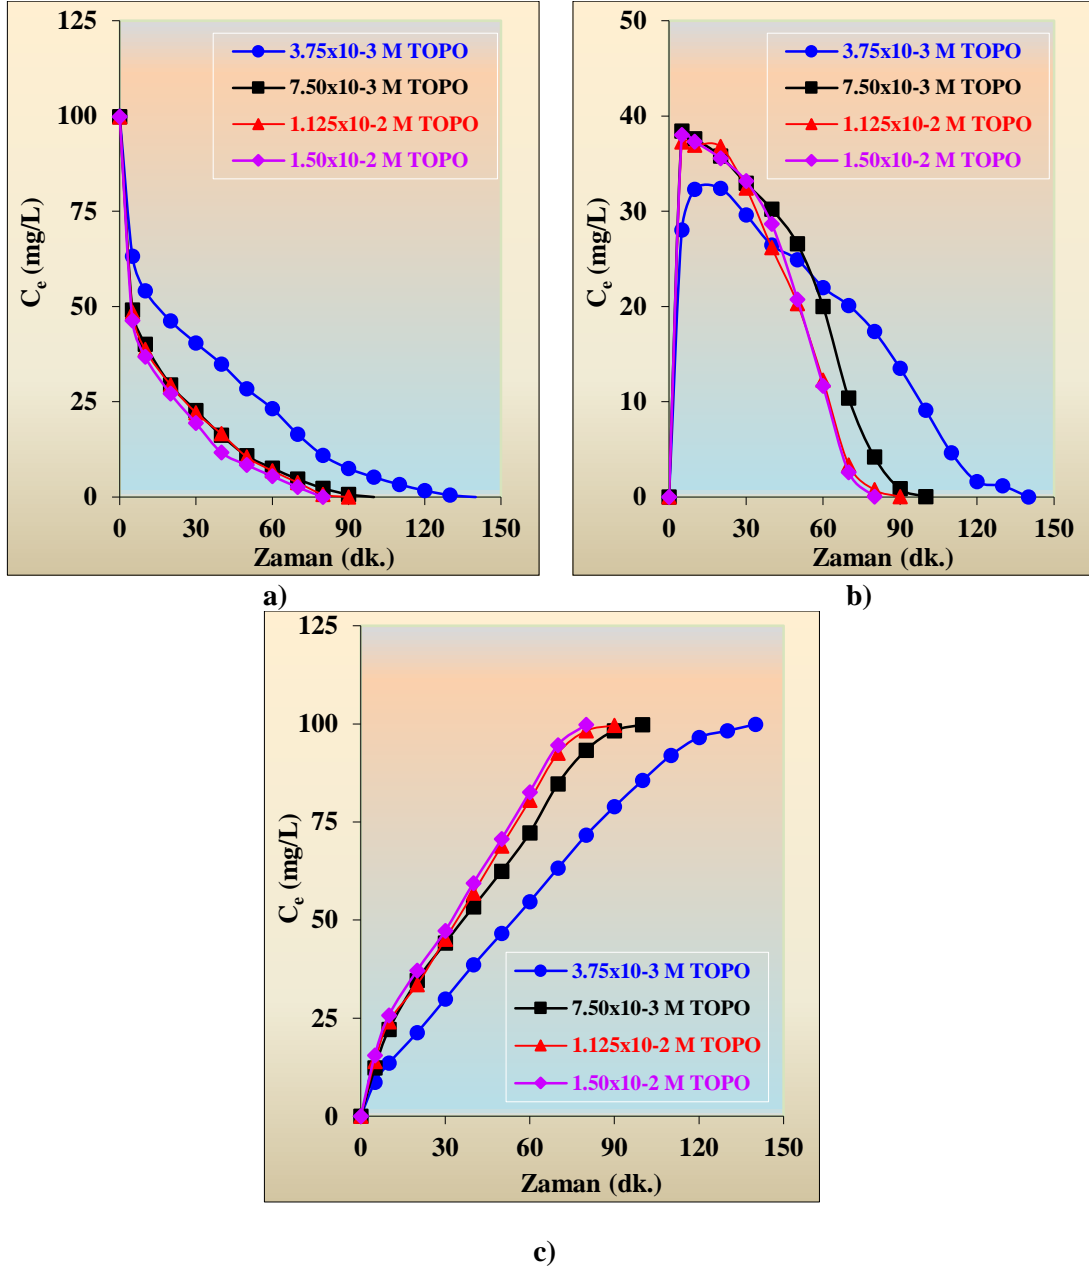 125
100
75
50
25
0
C_e (mg/L)
3.75x10-3 M TOPO
7.50x10-3 M TOPO
1.125x10-2 M TOPO
1.50x10-2 M TOPO
0 30 60 90 120 150
Zaman (dk.)
a)
50
40
30
20
10
0
C_e (mg/L)
3.75x10-3 M TOPO
7.50x10-3 M TOPO
1.125x10-2 M TOPO
1.50x10-2 M TOPO
0 30 60 90 120 150
Zaman (dk.)
b)
125
100
75
50
25
0
C_e (mg/L)
3.75x10-3 M TOPO
7.50x10-3 M TOPO
1.125x10-2 M TOPO
1.50x10-2 M TOPO
0 30 60 90 120 150
Zaman (dk.)
c)